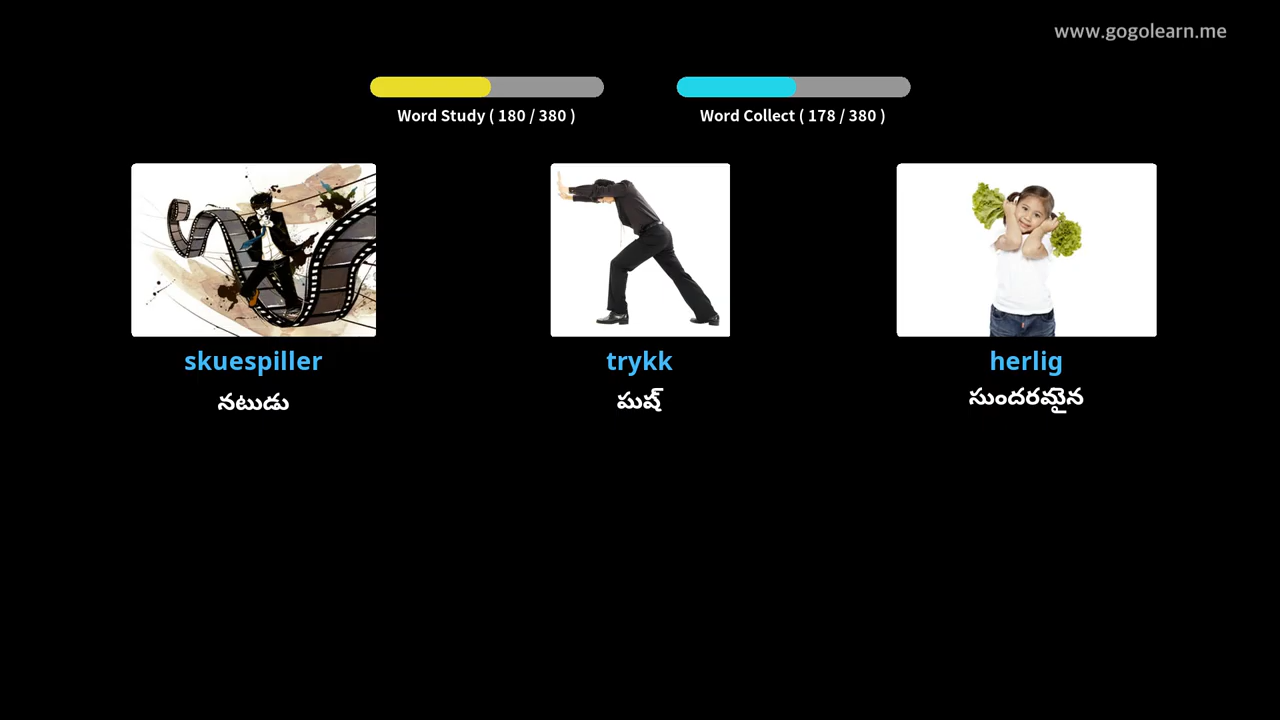 www.gogolearn.me
Word Study ( 180 / 380 )
Word Collect ( 178 / 380 )
skuespiller
trykk
herlig
నటుడు
పుష్
సుందరమైన